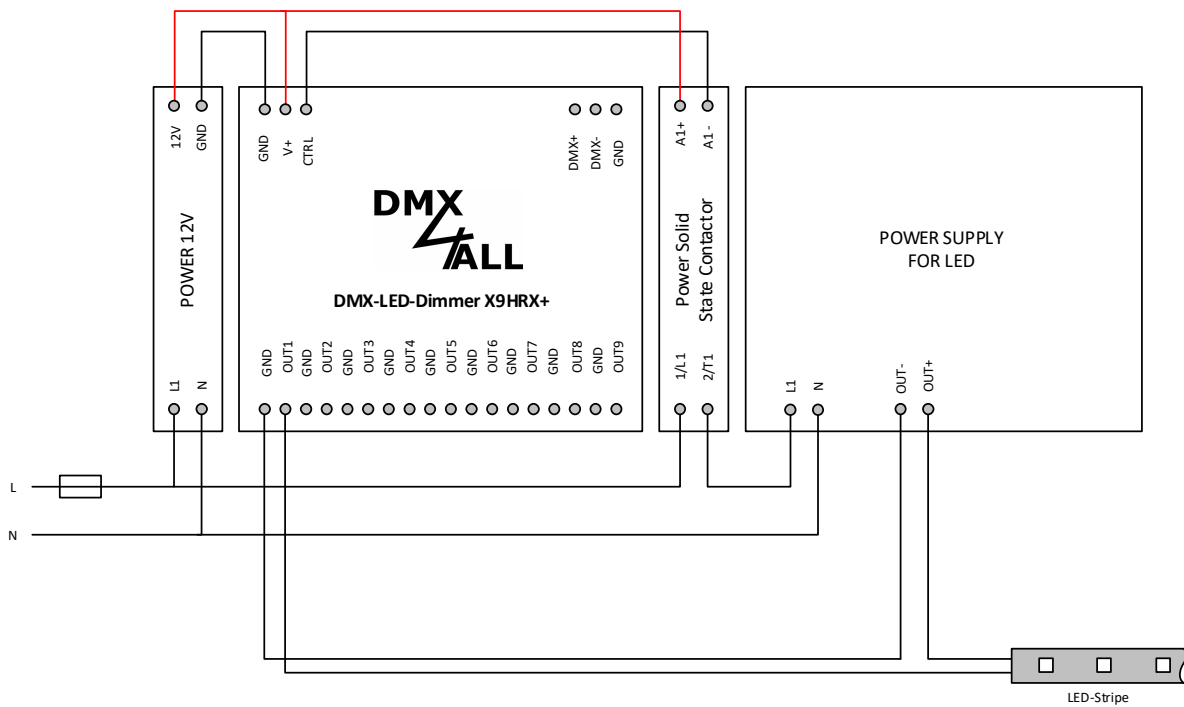 12V
GND
POWER 12V
L1
N
GND
V+
CTRL
DMX+
DMX-
GND
DMX
4
ALL
DMX-LED-Dimmer X9HRX+
GND
OUT1
GND
OUT2
GND
OUT3
GND
OUT4
GND
OUT5
GND
OUT6
GND
OUT7
GND
OUT8
GND
OUT9
A1+
A1-
Power Solid
State Contactor
1/L1
2/T1
POWER SUPPLY
FOR LED
L1
N
OUT-
OUT+
L
N
LED-Stripe